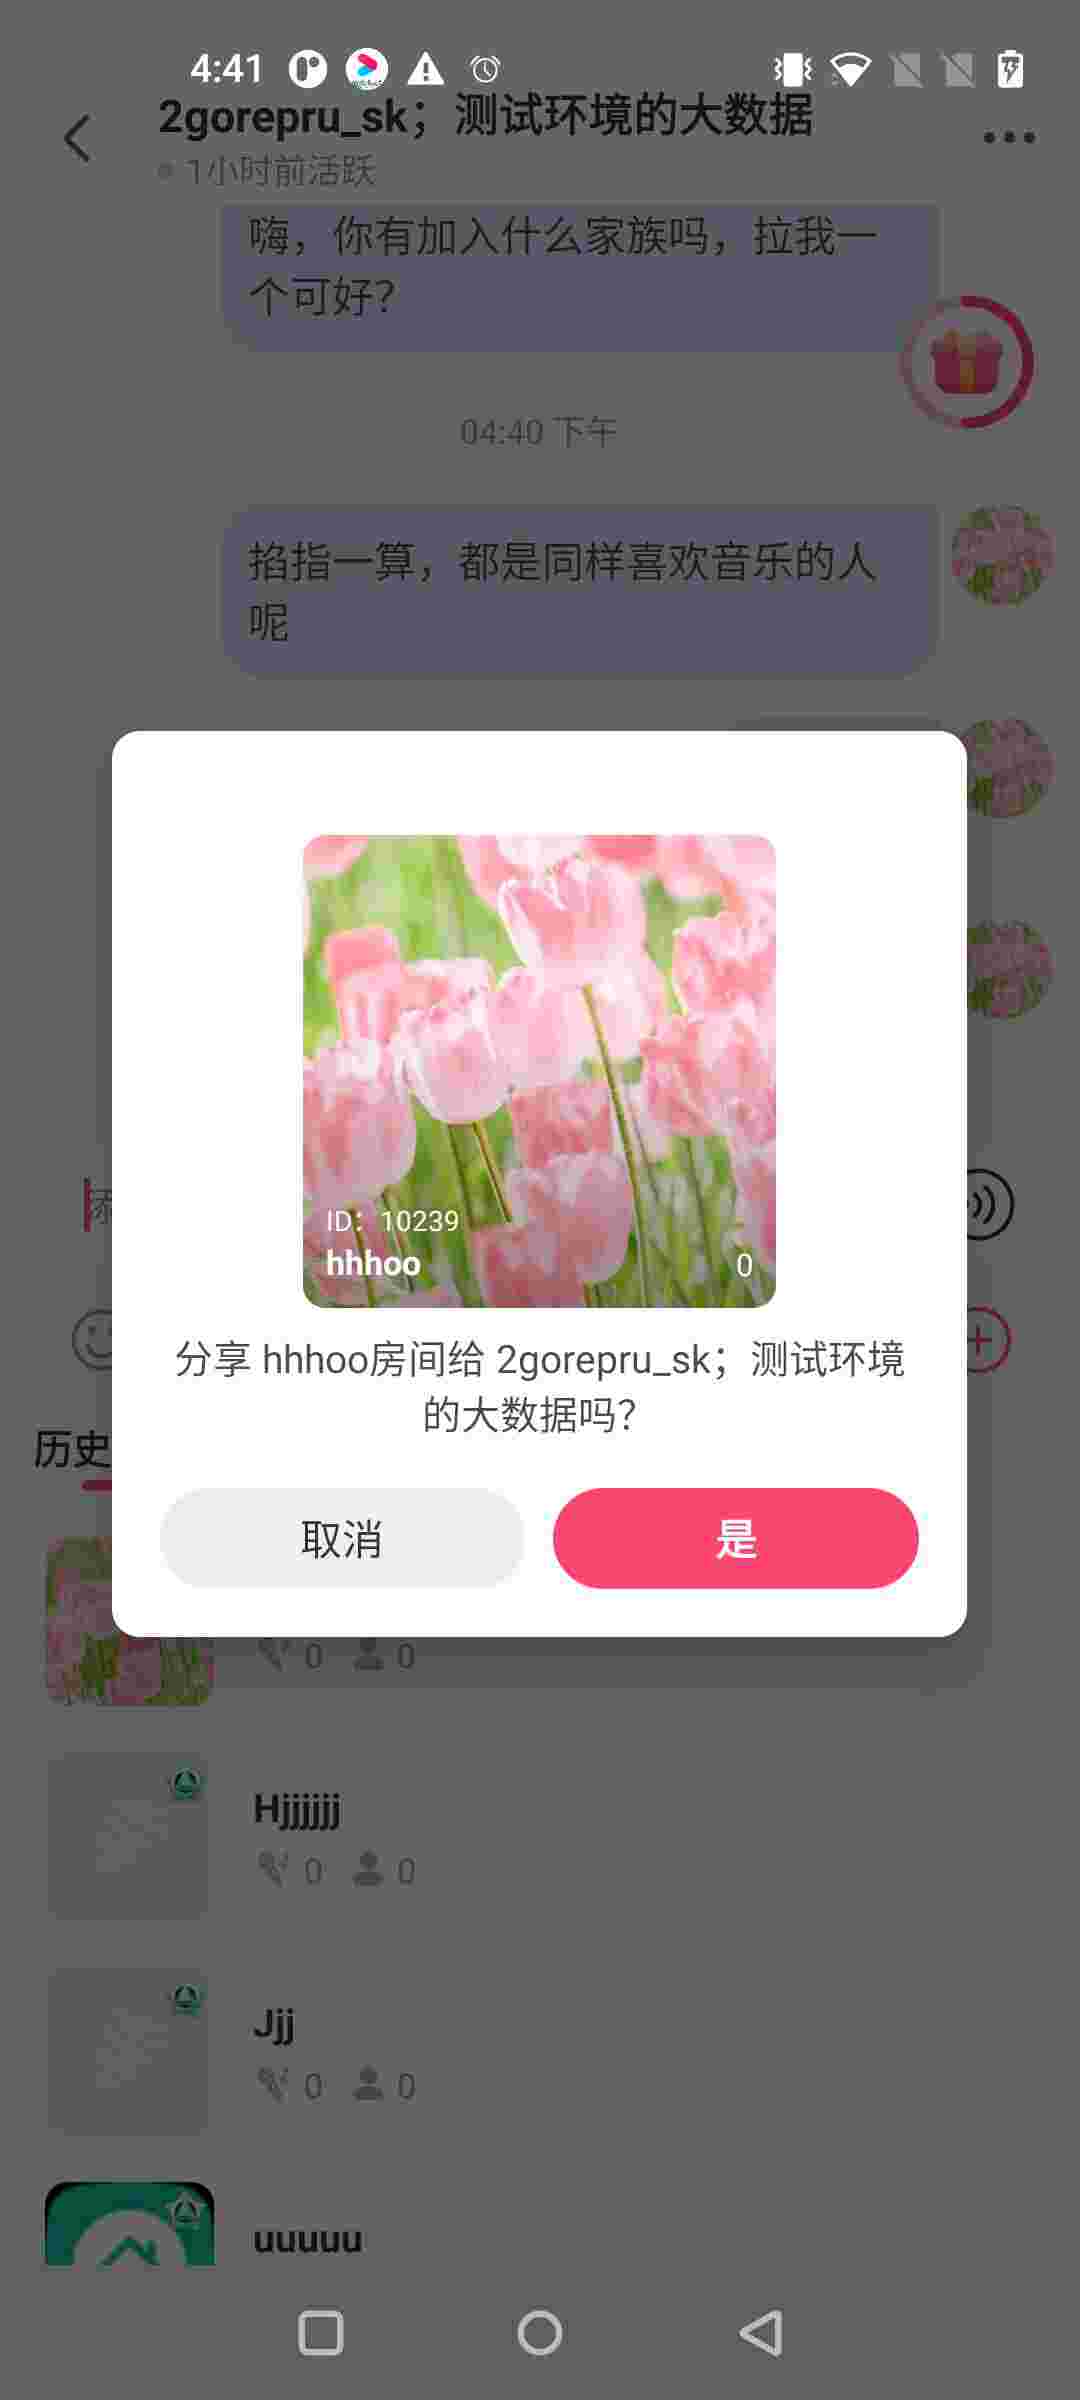 4:41
2gorepru_sk；测试环境的大数据
1小时前活跃
嗨，你有加入什么家族吗，拉我一
个可好？
04:40 下午
掐指一算，都是同样喜欢音乐的人
呢
ID：10239
hhhoo
0
分享 hhhoo房间给 2gorepru_sk；测试环境
的大数据吗？
历史
取消
是
0 0
Hjjjjjj
0 0
Jjj
0 0
uuuuu